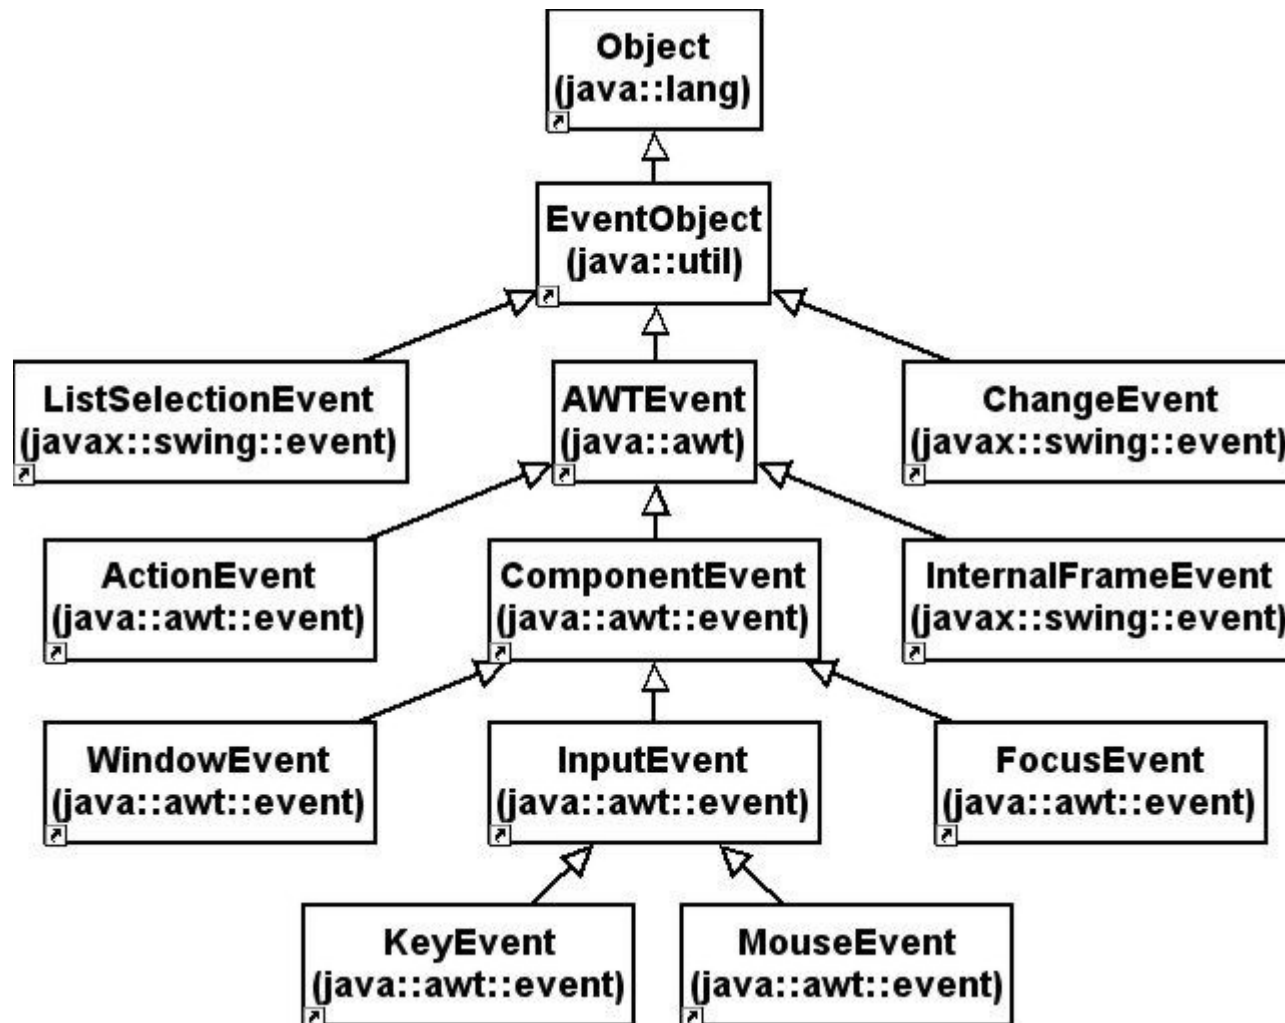 Object
(java::lang)
EventObject
(java::util)
ListSelectionEvent
(javax::swing::event)
AWTEvent
(java::awt)
ChangeEvent
(javax::swing::event)
ActionEvent
(java::awt::event)
ComponentEvent
(java::awt::event)
InternalFrameEvent
(javax::swing::event)
WindowEvent
(java::awt::event)
InputEvent
(java::awt::event)
FocusEvent
(java::awt::event)
KeyEvent
(java::awt::event)
MouseEvent
(java::awt::event)